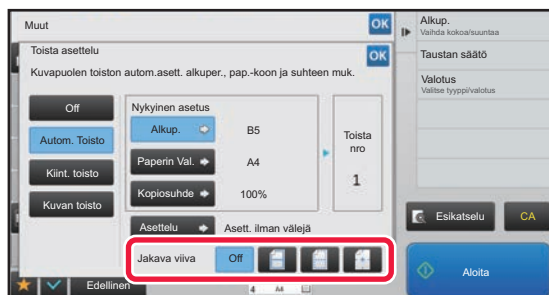 Muut
OK
Toista asettelu
OK
Kuvapuolen toiston autom.asett. alkuper., pap.-koon ja suhteen muk.
Off
Autom. Toisto
Kiint. toisto
Kuvan toisto
Nykyinen asetus
Alkup.
B5
Paperin Val.
A4
Kopiosuhde
100%
Toista
nro
1
Asettelu
Asett. ilman välejä
Jakava viiva
Off
Edellinen
4
A4
Alkup.
Vaihda kokoa/suuntaa
Taustan säätö
Valotus
Valitse tyyppi/valotus
Esikatselu
CA
Aloita